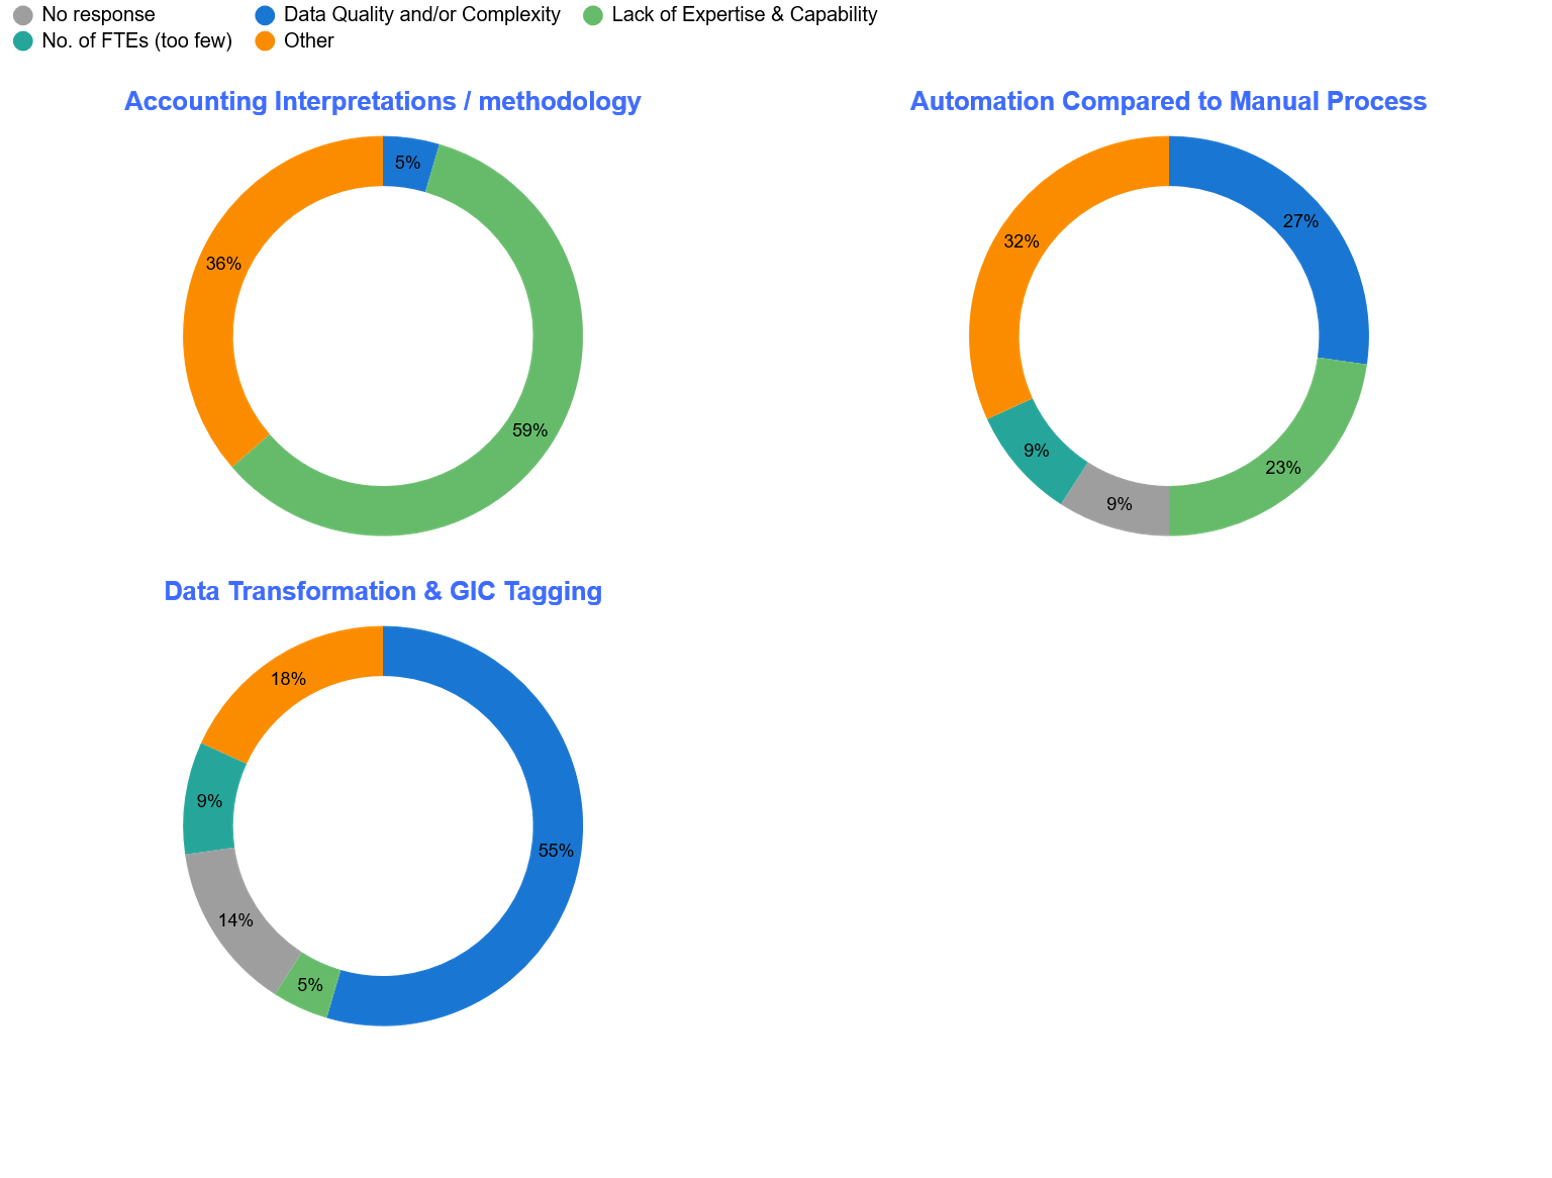 No response
Data Quality and/or Complexity
Lack of Expertise & Capability
No. of FTEs (too few)
Other
Accounting Interpretations / methodology
5%
36%
59%
Automation Compared to Manual Process
27%
32%
9%
23%
9%
Data Transformation & GIC Tagging
18%
9%
55%
14%
5%